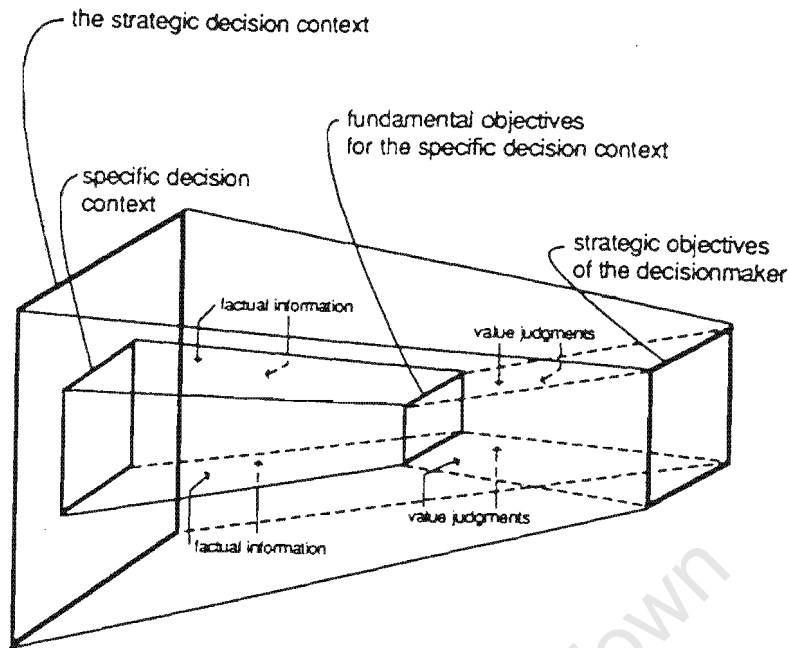 the strategic decision context
fundamental objectives
for the specific decision context
specific decision
context
strategic objectives
of the decisionmaker
factual information
value judgments
value judgments
factual information